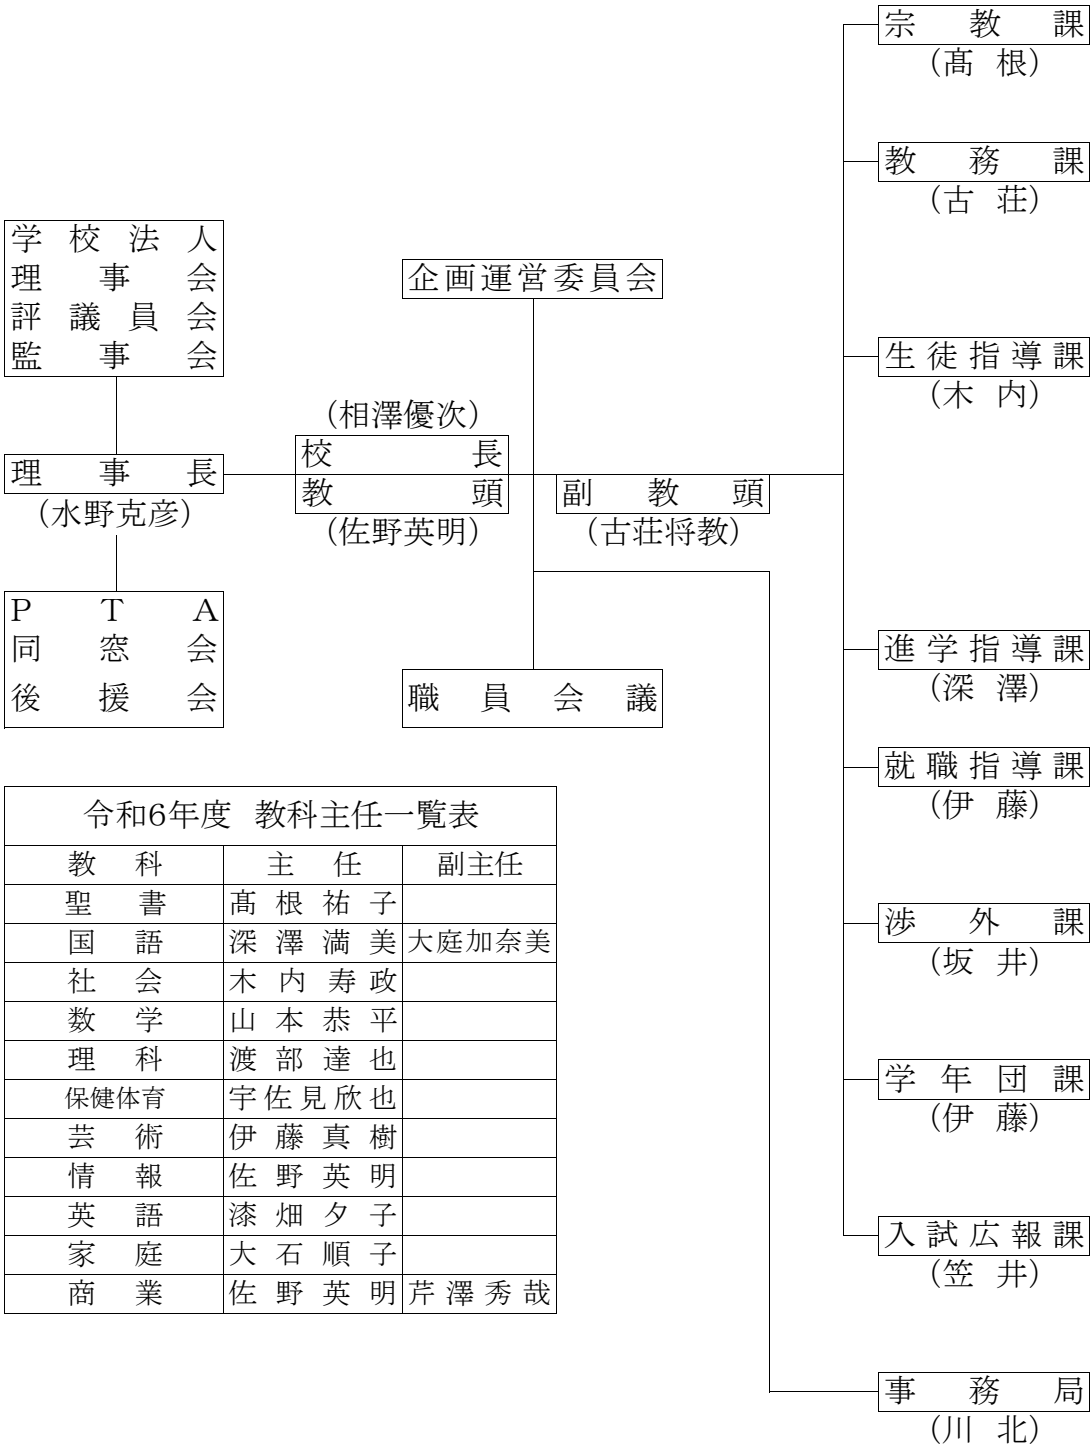 学校法人
理事会
評議員会
監事会
理事長
（水野克彦）
PTA
同窓会
後援会
企画運営委員会
（相澤優次）
校長
教頭
（佐野英明）
副教頭
（古荘将教）
職員会議
宗教課
（髙根）
教務課
（古荘）
生徒指導課
（木内）
進学指導課
（深澤）
就職指導課
（伊藤）
渉外課
（坂井）
学年団課
（伊藤）
入試広報課
（笠井）
事務局
（川北）
令和6年度 教科主任一覧表
教科 主任 副主任
聖書 髙根祐子
国語 深澤満美 大庭加奈美
社会 木内寿政
数学 山本恭平
理科 渡部達也
保健体育 宇佐見欣也
芸術 伊藤真樹
情報 佐野英明
英語 漆畑夕子
家庭 大石順子
商業 佐野英明 芹澤秀哉